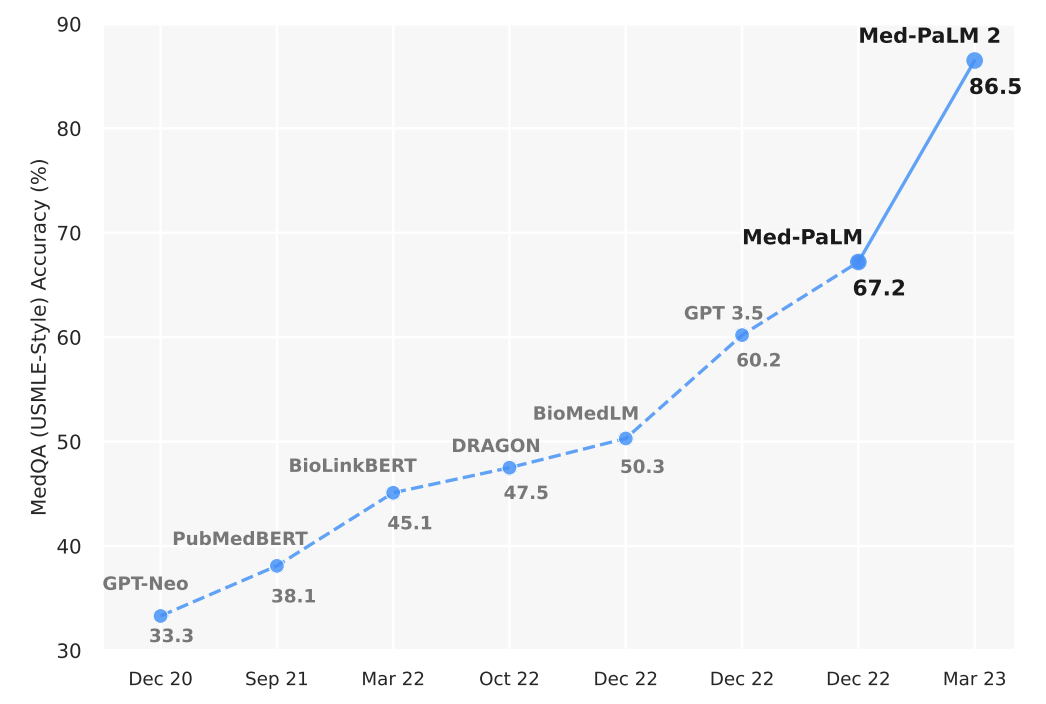 90
80
70
60
50
40
30
MedQA (USMLE-Style) Accuracy (%)
Med-PaLM 2
86.5
Med-PaLM
67.2
GPT 3.5
60.2
BioMedLM
50.3
DRAGON
47.5
BioLinkBERT
45.1
PubMedBERT
38.1
GPT-Neo
33.3
Dec 20 Sep 21 Mar 22 Oct 22 Dec 22 Dec 22 Dec 22 Mar 23